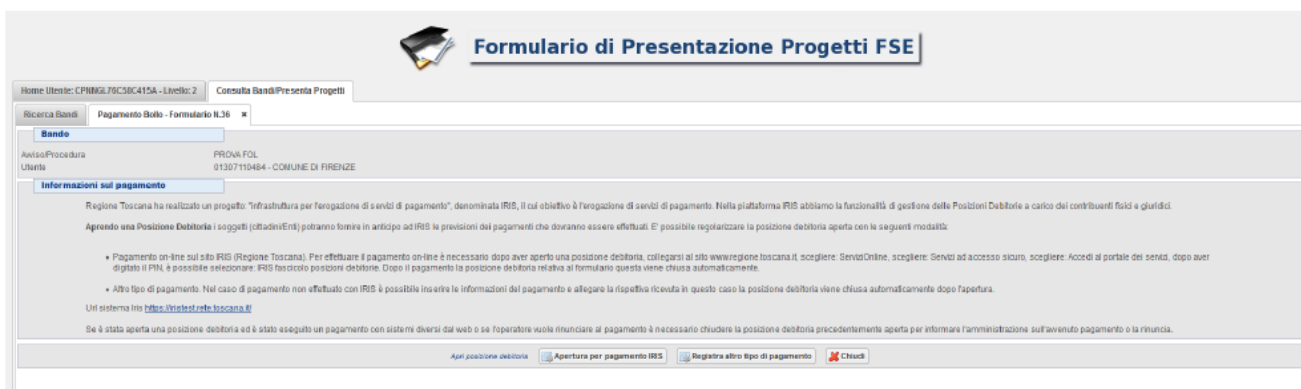 Formulario di Presentazione Progetti FSE
Home Utente: CPNNGL76C58C415A - Livello: 2 Consulta Bandi/Presenta Progetti
Ricerca Bandi Pagamento Bollo - Formulario N.36 ✖
Bando
Avviso/Procedura PROVA FOL
Utente 01307110484 - COMUNE DI FIRENZE
Informazioni sul pagamento
Regione Toscana ha realizzato un progetto: "infrastruttura per l'erogazione di servizi di pagamento", denominata IRIS, il cui obiettivo è l'erogazione di servizi di pagamento. Nella piattaforma IRIS abbiamo la funzionalità di gestione delle Posizioni Debitorie a carico dei contribuenti fisici e giuridici.
Aprendo una Posizione Debitoria i soggetti (cittadini/Enti) potranno fornire in anticipo ad IRIS le previsioni dei pagamenti che dovranno essere effettuati. E' possibile regolarizzare la posizione debitoria aperta con le seguenti modalità:
• Pagamento on-line sul sito IRIS (Regione Toscana). Per effettuare il pagamento on-line è necessario dopo aver aperto una posizione debitoria, collegarsi al sito www.regione.toscana.it, scegliere: ServiziOnline, scegliere: Servizi ad accesso sicuro, scegliere: Accedi al portale dei servizi, dopo aver
digitato il PIN, è possibile selezionare: IRIS fascicolo posizioni debitorie. Dopo il pagamento la posizione debitoria relativa al formulario questa viene chiusa automaticamente.
• Altro tipo di pagamento. Nel caso di pagamento non effettuato con IRIS è possibile inserire le informazioni del pagamento e allegare la rispettiva ricevuta in questo caso la posizione debitoria viene chiusa automaticamente dopo l'apertura.
Url sistema Iris https://iristest.rete.toscana.it/
Se è stata aperta una posizione debitoria ed è stato eseguito un pagamento con sistemi diversi dal web o se l'operatore vuole rinunciare al pagamento è necessario chiudere la posizione debitoria precedentemente aperta per informare l'amministrazione sull'avvenuto pagamento o la rinuncia.
Apri posizione debitoria Apertura per pagamento IRIS Registra altro tipo di pagamento Chiudi